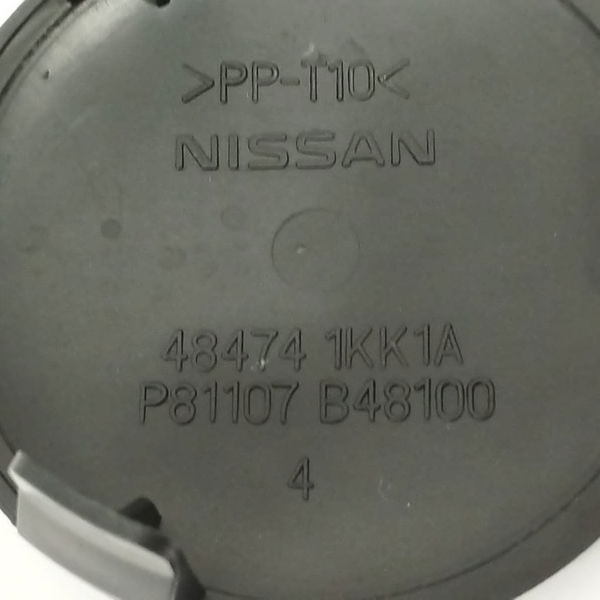 >PP-T10<
NISSAN
48474 1KK1A
P81107 B48100
4